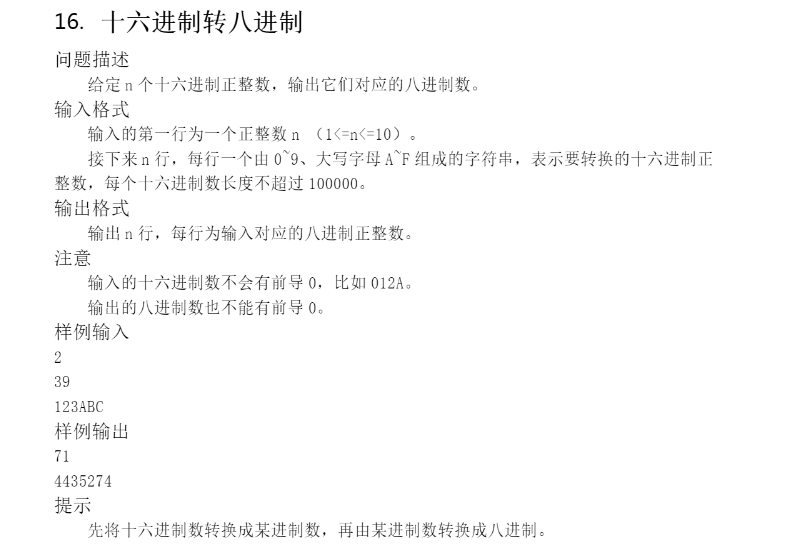 16. 十六进制转八进制
问题描述
给定 n 个十六进制正整数，输出它们对应的八进制数。
输入格式
输入的第一行为一个正整数 n （1<=n<=10）。
接下来 n 行，每行一个由 0~9、大写字母 A~F 组成的字符串，表示要转换的十六进制正
整数，每个十六进制数长度不超过 100000。
输出格式
输出 n 行，每行为输入对应的八进制正整数。
注意
输入的十六进制数不会有前导 0，比如 012A。
输出的八进制数也不能有前导 0。
样例输入
2
39
123ABC
样例输出
71
4435274
提示
先将十六进制数转换成某进制数，再由某进制数转换成八进制。